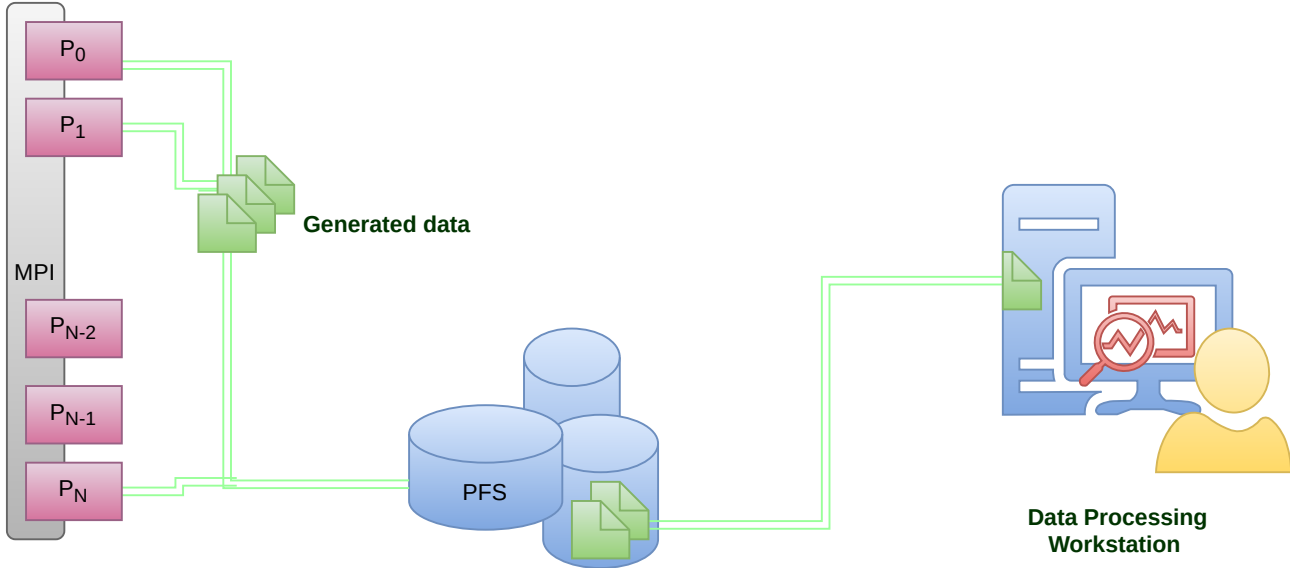 P0
P1
Generated data
MPI
PN-2
PN-1
PN
PFS
Data Processing
Workstation